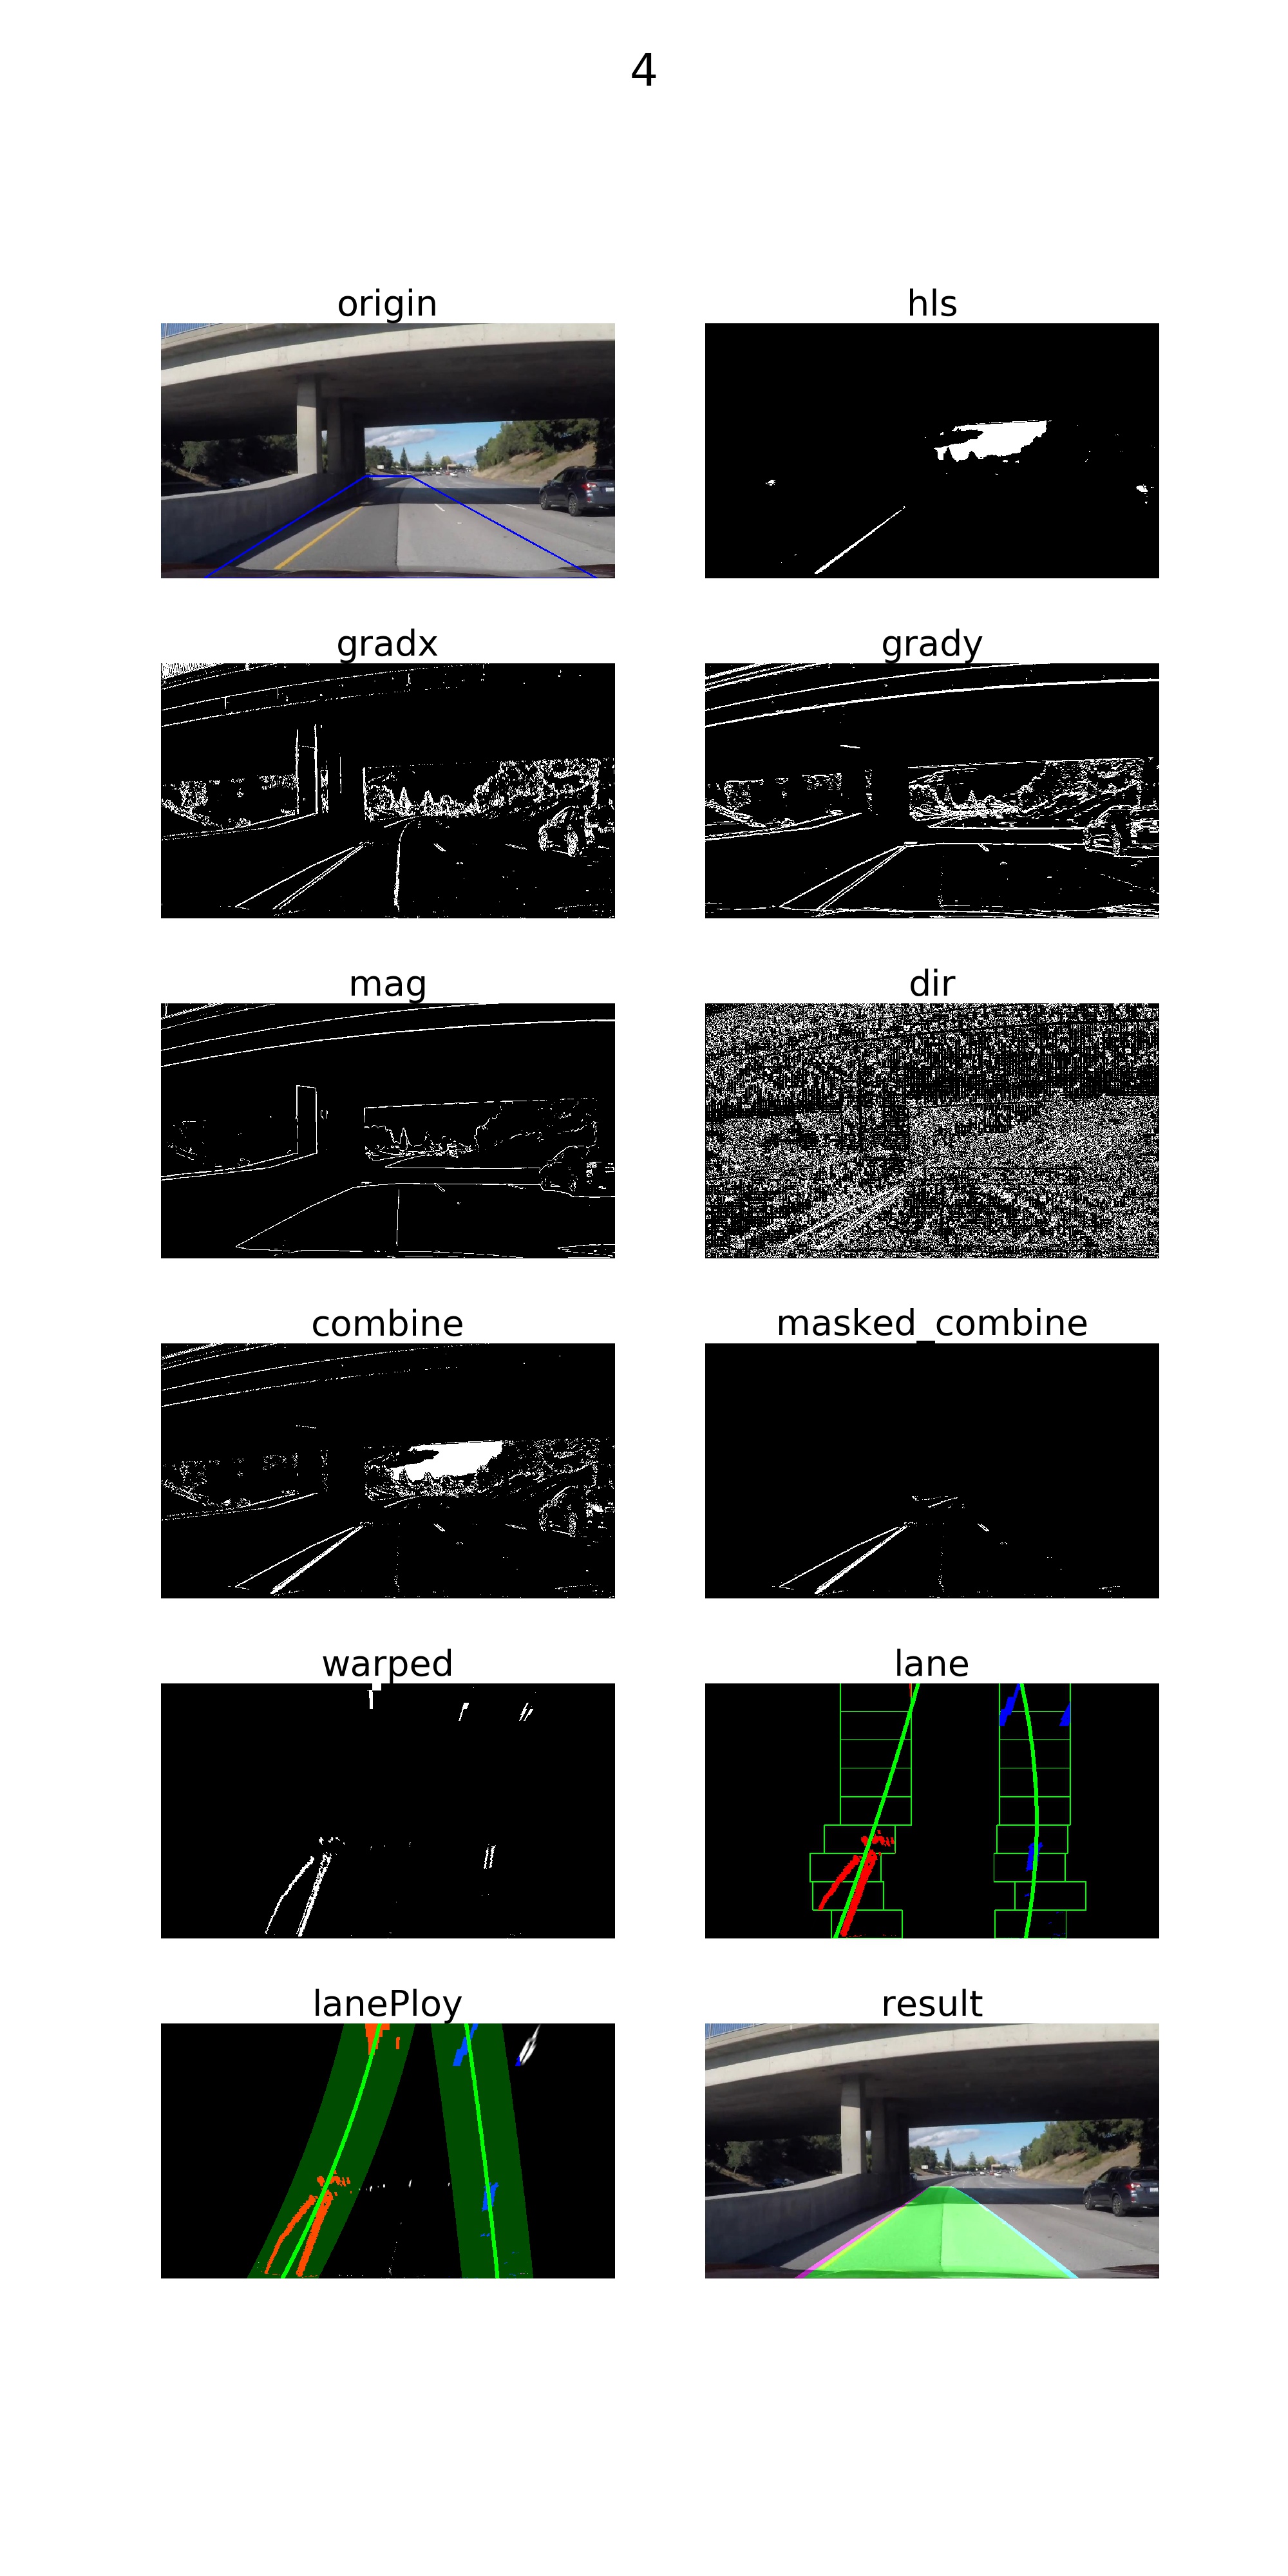 4
origin
hls
gradx
grady
mag
dir
combine
masked_combine
warped
lane
lanePloy
result